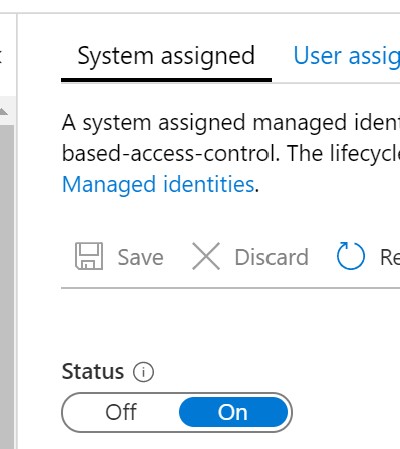 System assigned User assig
A system assigned managed ident
based-access-control. The lifecycle
Managed identities.
Save Discard Re
Status
Off On